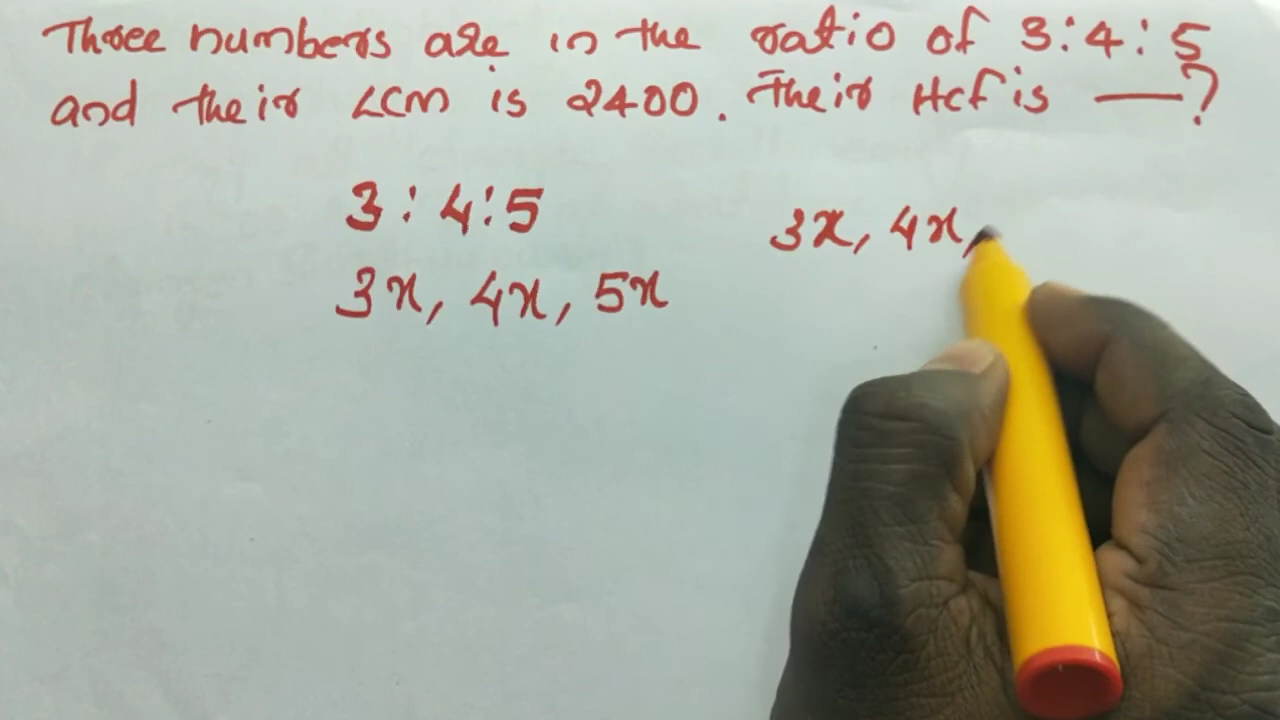 Three numbers are in the ratio of 3:4:5
and their LCM is 2400. Their HCF is —?
3:4:5
3x, 4x, 5x
3x, 4x,